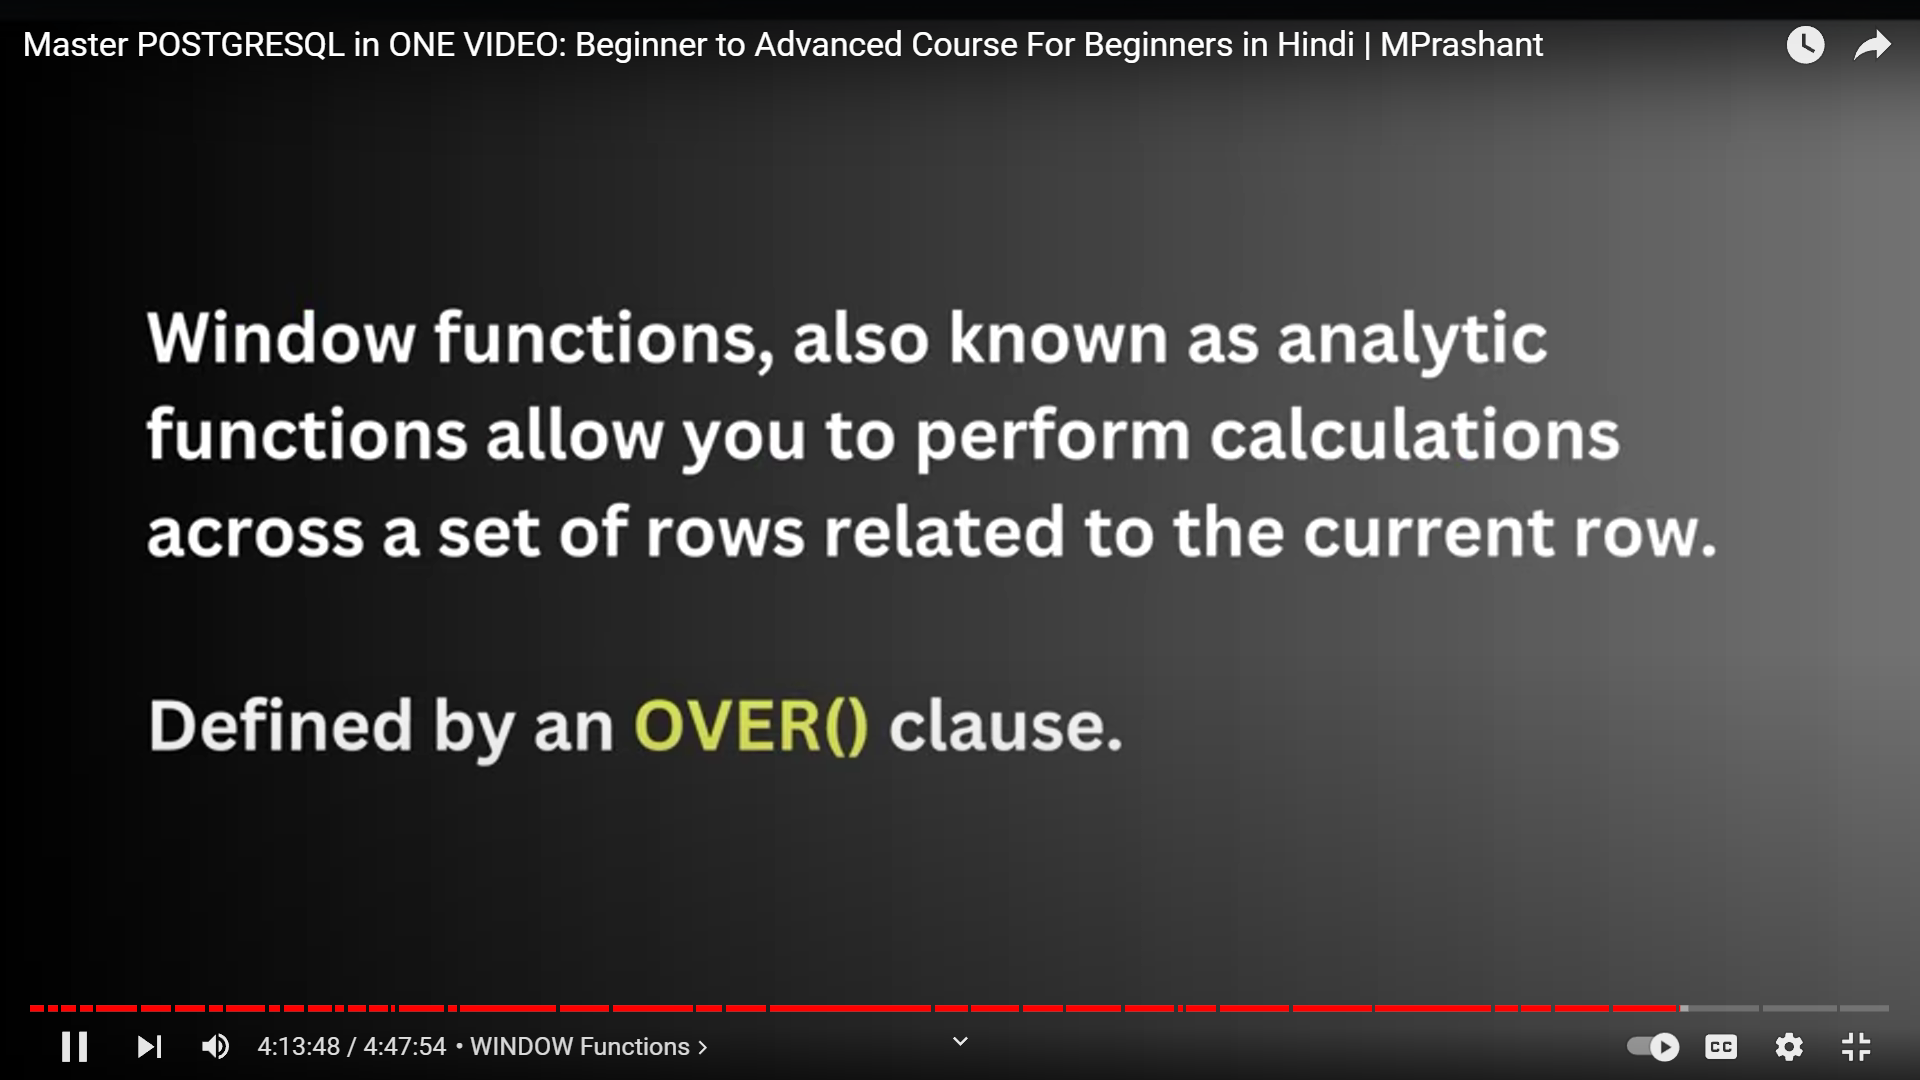 Master POSTGRESQL in ONE VIDEO: Beginner to Advanced Course For Beginners in Hindi | MPrashant
Window functions, also known as analytic
functions allow you to perform calculations
across a set of rows related to the current row.
Defined by an OVER() clause.
4:13:48 / 4:47:54 • WINDOW Functions
CC